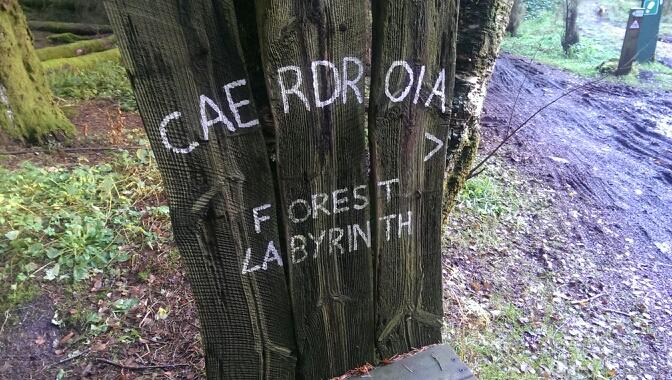 CAERDROIA
>
FOREST
LABYRINTH